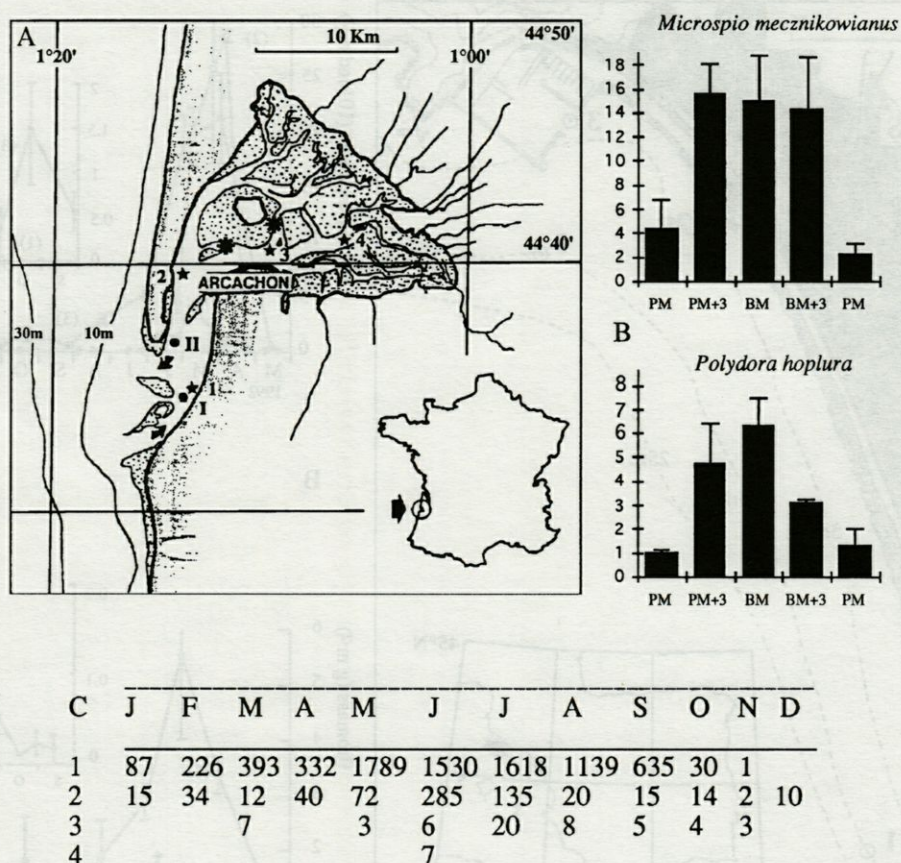 A
10 Km
44°50'
1°20'
1°00'
44°40'
3
4
2
ARCACHON
30m
10m
II
1
I
Microspio mecznikowianus
18
16
14
12
10
8
6
4
2
0
PM PM+3 BM BM+3 PM
B
Polydora hoplura
8
7
6
5
4
3
2
1
0
PM PM+3 BM BM+3 PM
C J F M A M J J A S O N D
1 87 226 393 332 1789 1530 1618 1139 635 30 1
2 15 34 12 40 72 285 135 20 15 14 2 10
3 7 3 6 20 8 5 4 3
4 7